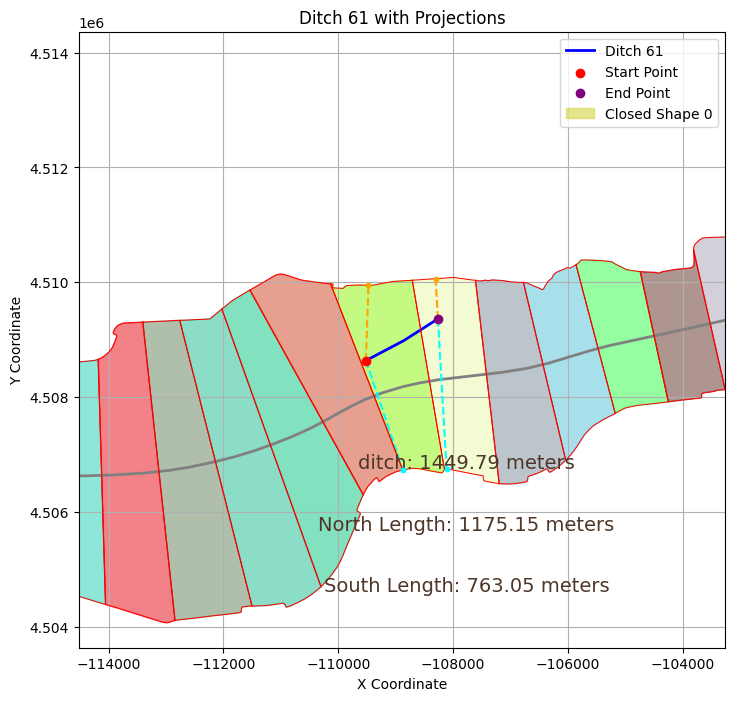 Ditch 61 with Projections
1e6
Ditch 61
Start Point
End Point
Closed Shape 0
4.514
4.512
4.510
4.508
4.506
4.504
Y Coordinate
ditch: 1449.79 meters
North Length: 1175.15 meters
South Length: 763.05 meters
−114000 −112000 −110000 −108000 −106000 −104000
X Coordinate